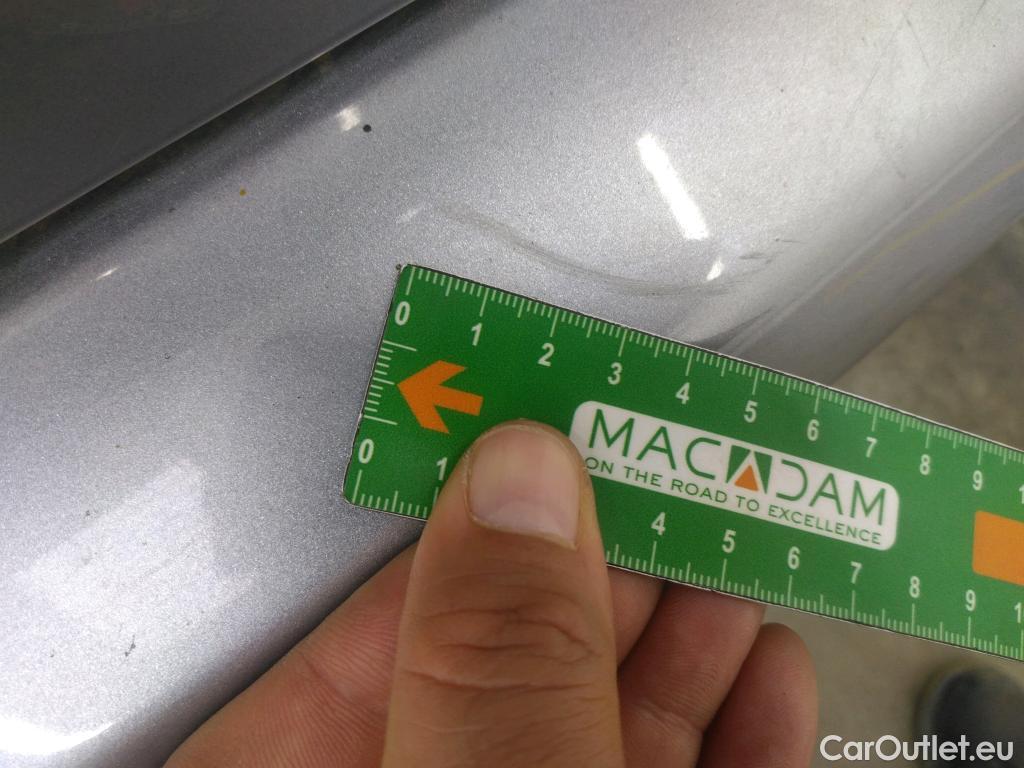 0 1 2 3 4 5 6 7 8 9
MACADAM
ON THE ROAD TO EXCELLENCE
0 1 4 5 6 7 8 9
CarOutlet.eu